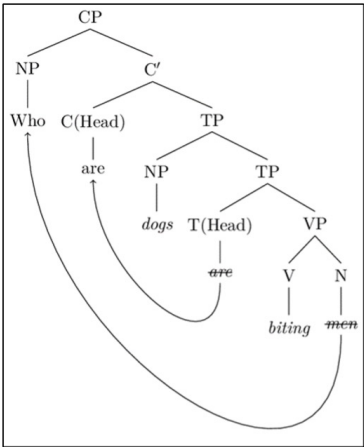 CP
NP C′
Who C(Head) TP
are NP TP
dogs T(Head) VP
are V N
biting men